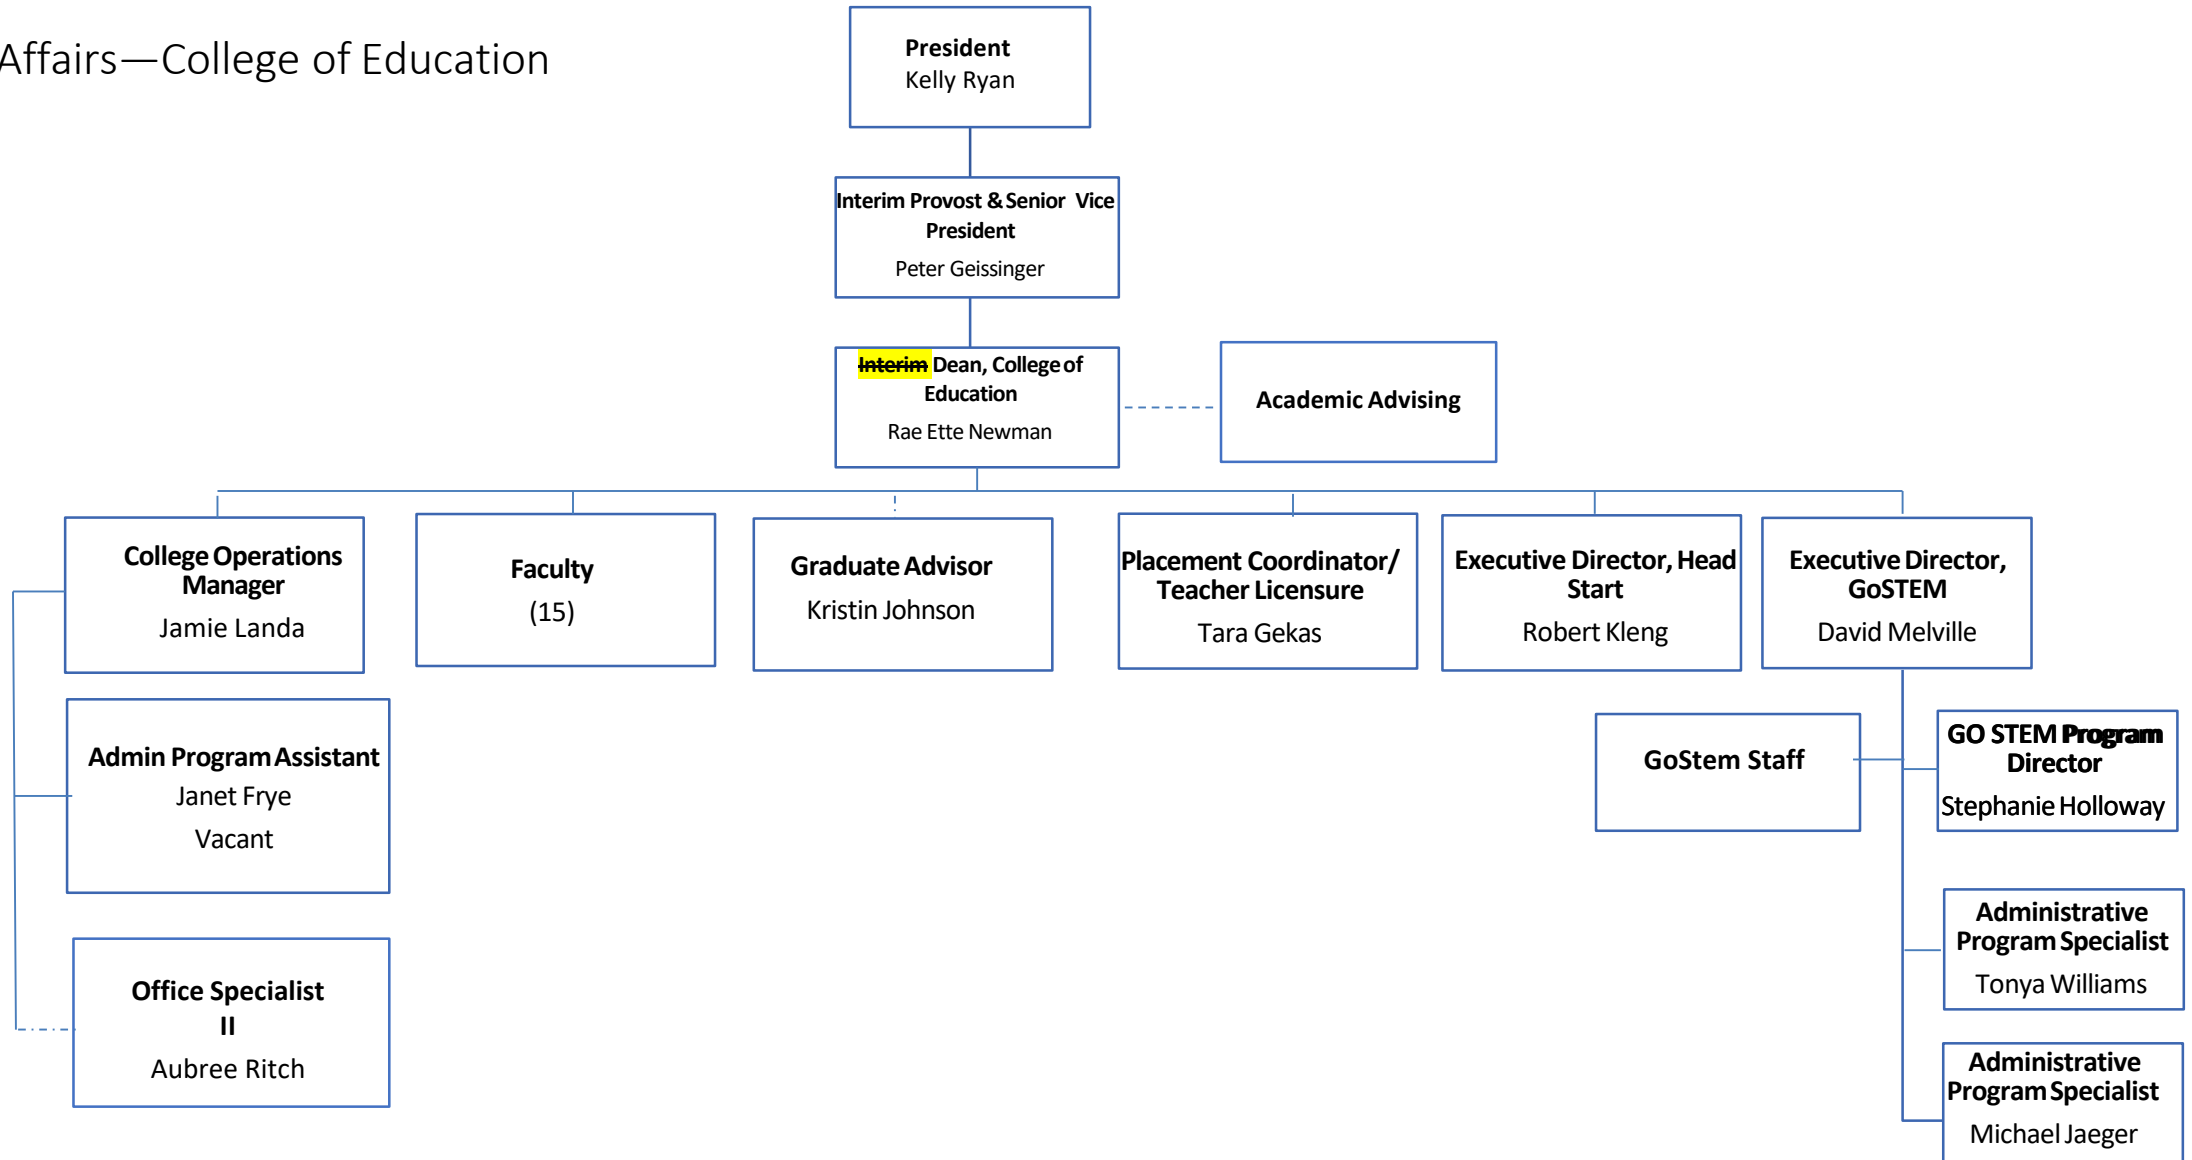 Affairs—College of Education
President
Kelly Ryan
Interim Provost & Senior Vice
President
Peter Geissinger
Interim Dean, College of
Education
Rae Ette Newman
Academic Advising
College Operations
Manager
Jamie Landa
Faculty
(15)
Graduate Advisor
Kristin Johnson
Placement Coordinator/
Teacher Licensure
Tara Gekas
Executive Director, Head
Start
Robert Kleng
Executive Director,
GoSTEM
David Melville
Admin Program Assistant
Janet Frye
Vacant
GoStem Staff
GO STEM Program
Director
Stephanie Holloway
Office Specialist
II
Aubree Ritch
Administrative
Program Specialist
Tonya Williams
Administrative
Program Specialist
Michael Jaeger